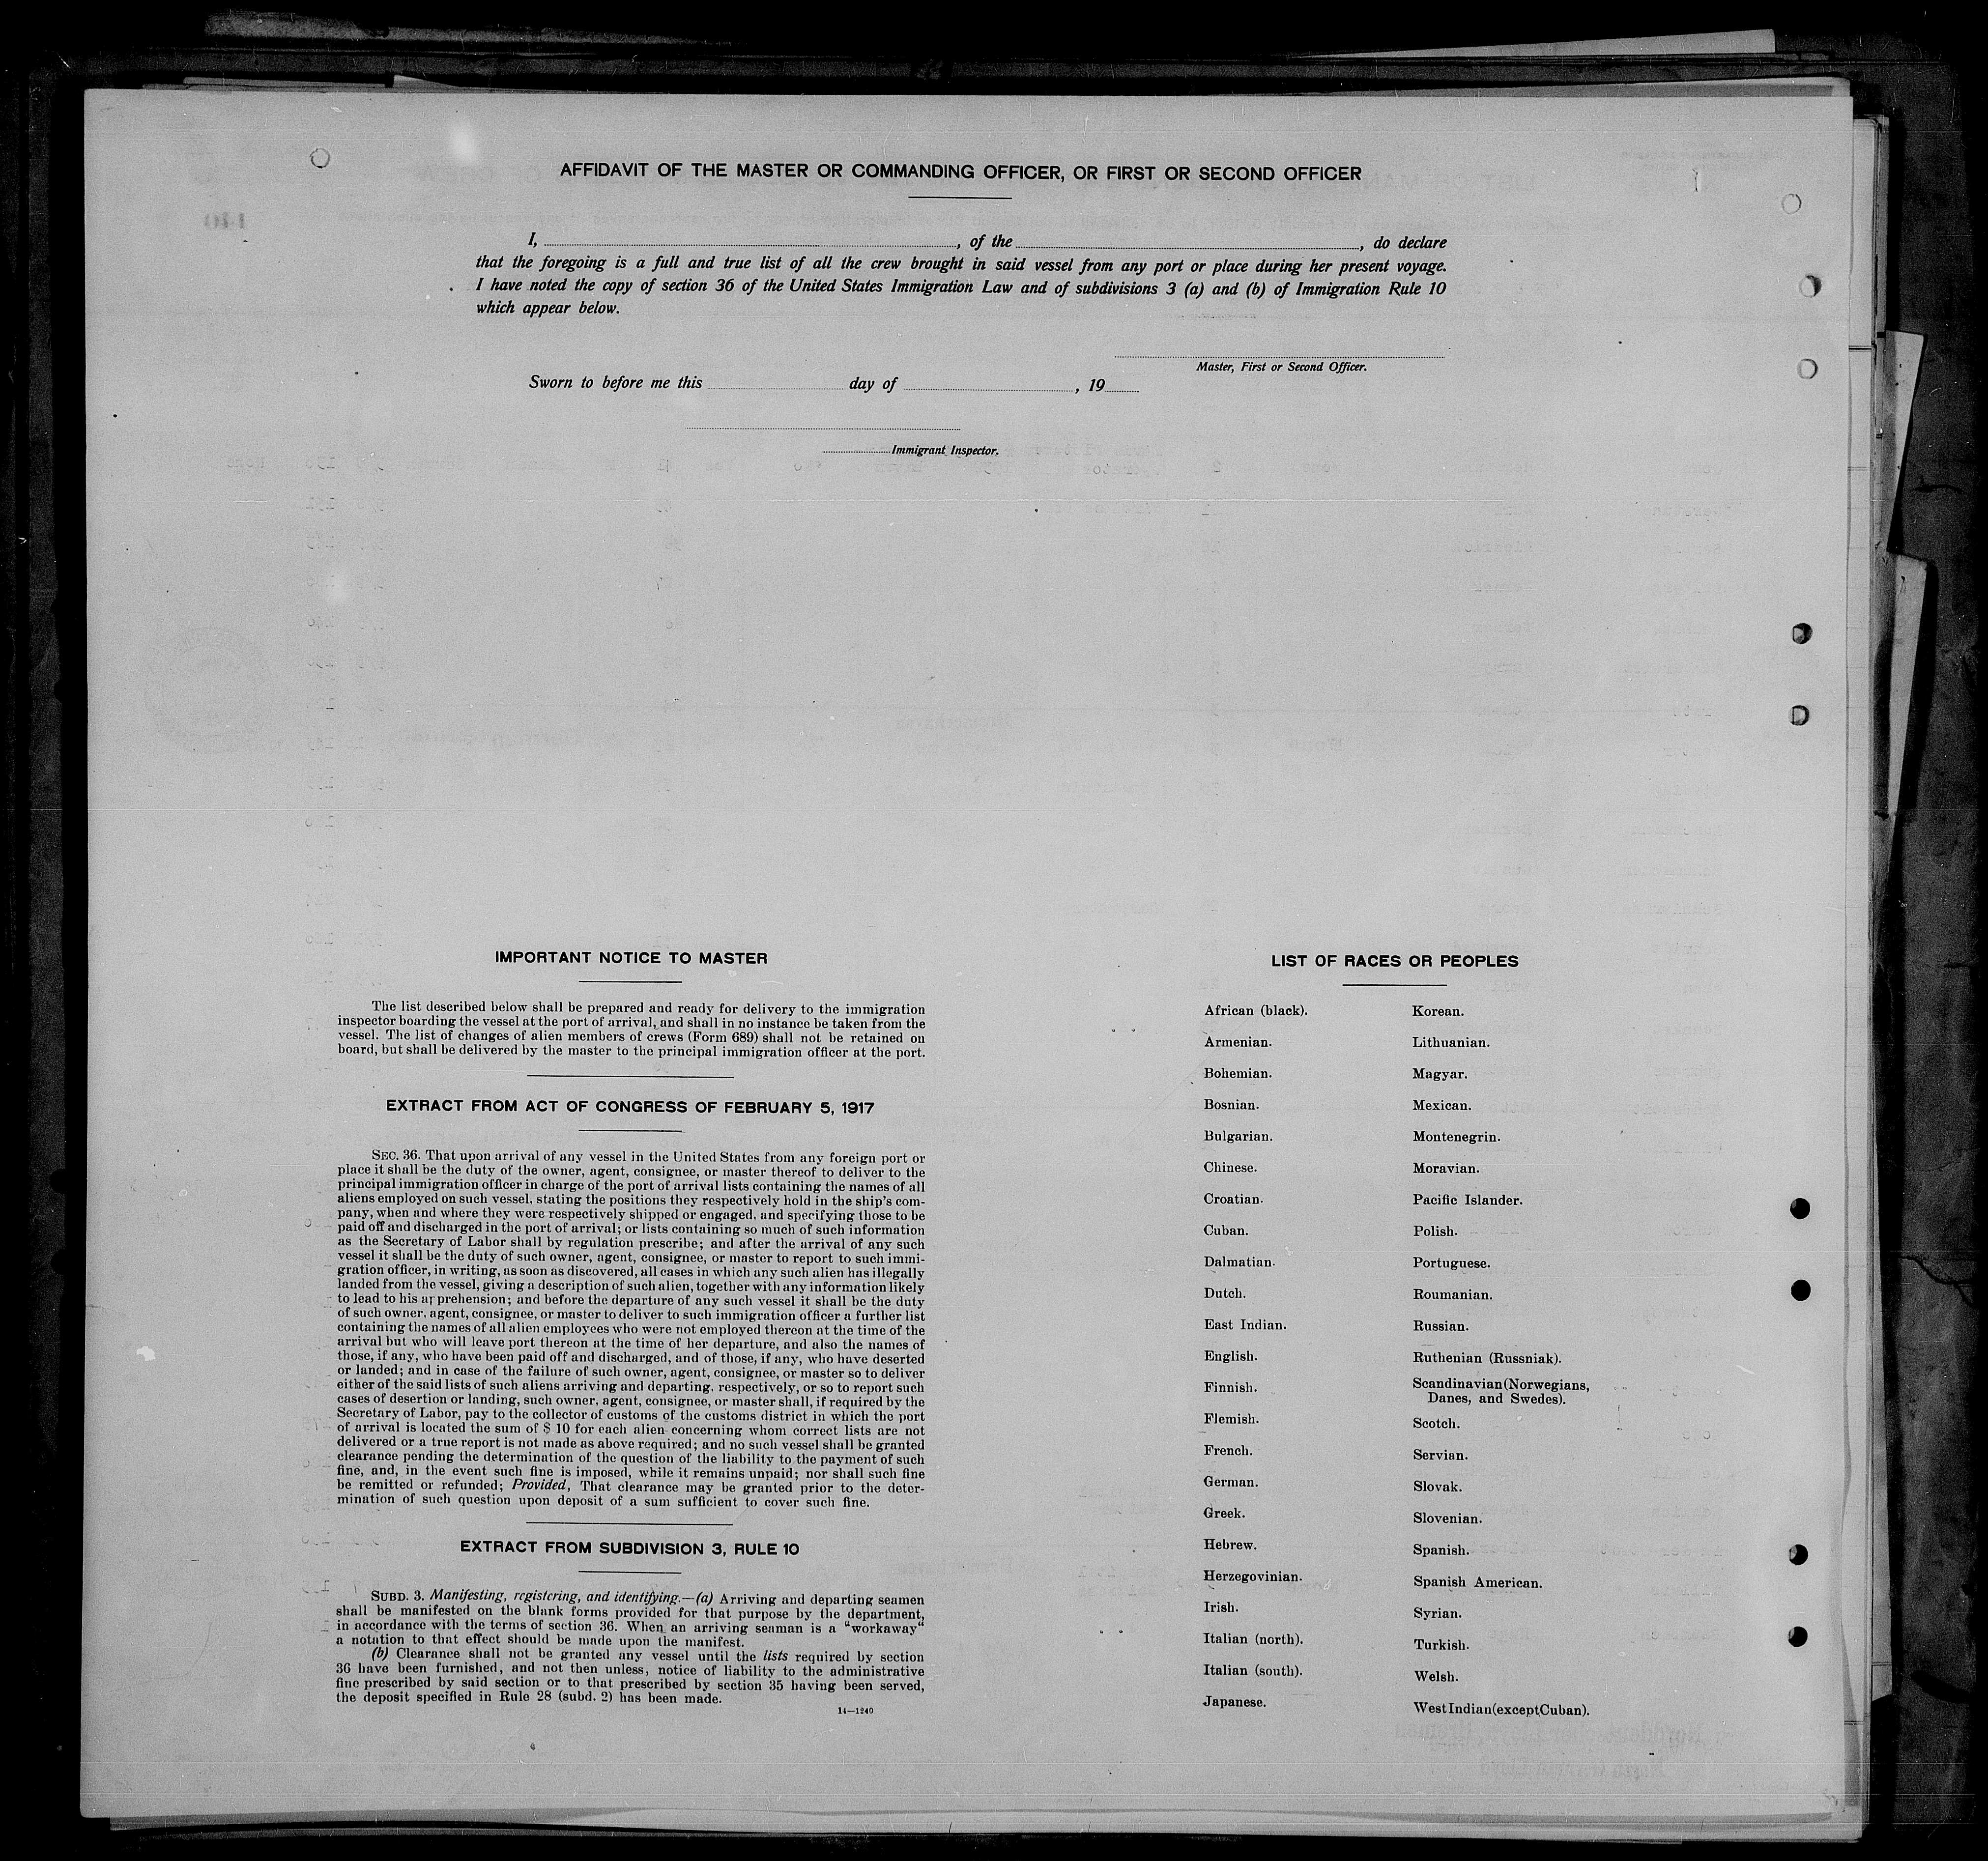 AFFIDAVIT OF THE MASTER OR COMMANDING OFFICER, OR FIRST OR SECOND OFFICER
I, , of the , do declare
that the foregoing is a full and true list of all the crew brought in said vessel from any port or place during her present voyage.
I have noted the copy of section 36 of the United States Immigration Law and of subdivisions 3 (a) and (b) of Immigration Rule 10
which appear below.
Master, First or Second Officer.
Sworn to before me this day of , 19
Immigrant Inspector.
IMPORTANT NOTICE TO MASTER
The list described below shall be prepared and ready for delivery to the immigration
inspector boarding the vessel at the port of arrival, and shall in no instance be taken from the
vessel. The list of changes of alien members of crews (Form 689) shall not be retained on
board, but shall be delivered by the master to the principal immigration officer at the port.
EXTRACT FROM ACT OF CONGRESS OF FEBRUARY 5, 1917
SEC. 36. That upon arrival of any vessel in the United States from any foreign port or
place it shall be the duty of the owner, agent, consignee, or master thereof to deliver to the
principal immigration officer in charge of the port of arrival lists containing the names of all
aliens employed on such vessel, stating the positions they respectively hold in the ship's com-
pany, when and where they were respectively shipped or engaged, and specifying those to be
paid off and discharged in the port of arrival; or lists containing so much of such information
as the Secretary of Labor shall by regulation prescribe; and after the arrival of any such
vessel it shall be the duty of such owner, agent, consignee, or master to report to such immi-
gration officer, in writing, as soon as discovered, all cases in which any such alien has illegally
landed from the vessel, giving a description of such alien, together with any information likely
to lead to his apprehension; and before the departure of any such vessel it shall be the duty
of such owner, agent, consignee, or master to deliver to such immigration officer a further list
containing the names of all alien employees who were not employed thereon at the time of the
arrival but who will leave port thereon at the time of her departure, and also the names of
those, if any, who have been paid off and discharged, and of those, if any, who have deserted
or landed; and in case of the failure of such owner, agent, consignee, or master so to deliver
either of the said lists of such aliens arriving and departing, respectively, or so to report such
cases of desertion or landing, such owner, agent, consignee, or master shall, if required by the
Secretary of Labor, pay to the collector of customs of the customs district in which the port
of arrival is located the sum of $ 10 for each alien concerning whom correct lists are not
delivered or a true report is not made as above required; and no such vessel shall be granted
clearance pending the determination of the question of the liability to the payment of such
fine, and, in the event such fine is imposed, while it remains unpaid; nor shall such fine
be remitted or refunded; Provided, That clearance may be granted prior to the deter-
mination of such question upon deposit of a sum sufficient to cover such fine.
EXTRACT FROM SUBDIVISION 3, RULE 10
SUBD. 3. Manifesting, registering, and identifying.—(a) Arriving and departing seamen
shall be manifested on the blank forms provided for that purpose by the department,
in accordance with the terms of section 36. When an arriving seaman is a “workaway“
a notation to that effect should be made upon the manifest.
(b) Clearance shall not be granted any vessel until the lists required by section
36 have been furnished, and not then unless, notice of liability to the administrative
fine prescribed by said section or to that prescribed by section 35 having been served,
the deposit specified in Rule 28 (subd. 2) has been made.
14—1240
LIST OF RACES OR PEOPLES
African (black).
Armenian.
Bohemian.
Bosnian.
Bulgarian.
Chinese.
Croatian.
Cuban.
Dalmatian.
Dutch.
East Indian.
English.
Finnish.
Flemish.
French.
German.
Greek.
Hebrew.
Herzegovinian.
Irish.
Italian (north).
Italian (south).
Japanese.
Korean.
Lithuanian.
Magyar.
Mexican.
Montenegrin.
Moravian.
Pacific Islander.
Polish.
Portuguese.
Roumanian.
Russian.
Ruthenian (Russniak).
Scandinavian (Norwegians,
Danes, and Swedes).
Scotch.
Servian.
Slovak.
Slovenian.
Spanish.
Spanish American.
Syrian.
Turkish.
Welsh.
West Indian (except Cuban).